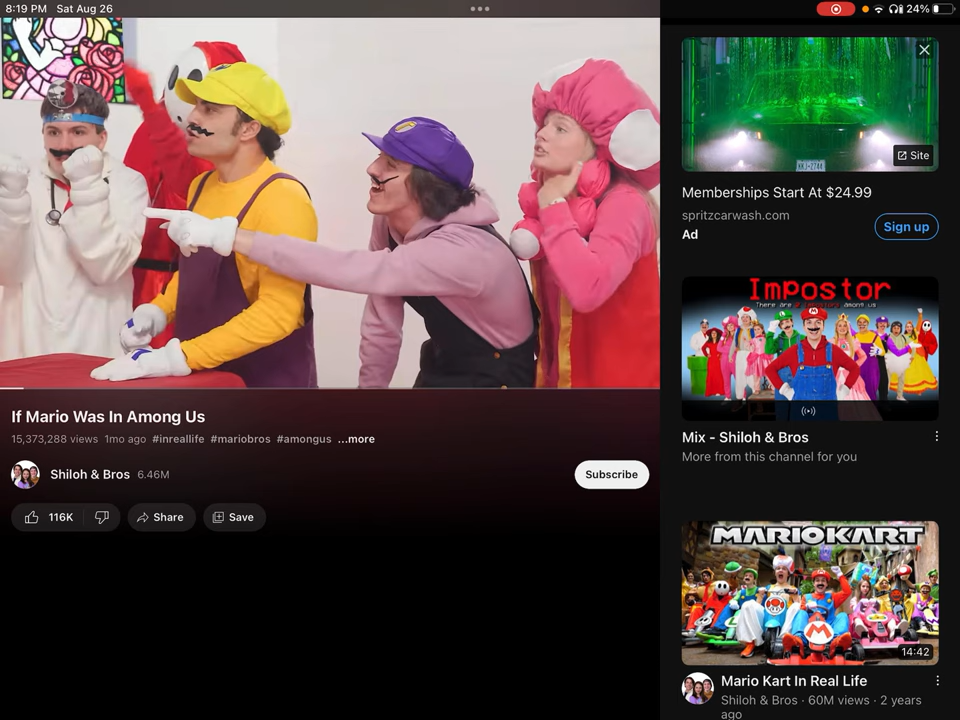 8:19 PM Sat Aug 26
24%
If Mario Was In Among Us
15,373,288 views 1mo ago #inreallife #mariobros #amongus ...more
Shiloh & Bros 6.46M
Subscribe
116K
Share
Save
Site
Memberships Start At $24.99
spritzcarwash.com
Ad
Sign up
Impostor
There are 2 impostors among us
Mix - Shiloh & Bros
More from this channel for you
MARIOKART
M
14:42
Mario Kart In Real Life
Shiloh & Bros · 60M views · 2 years
ago